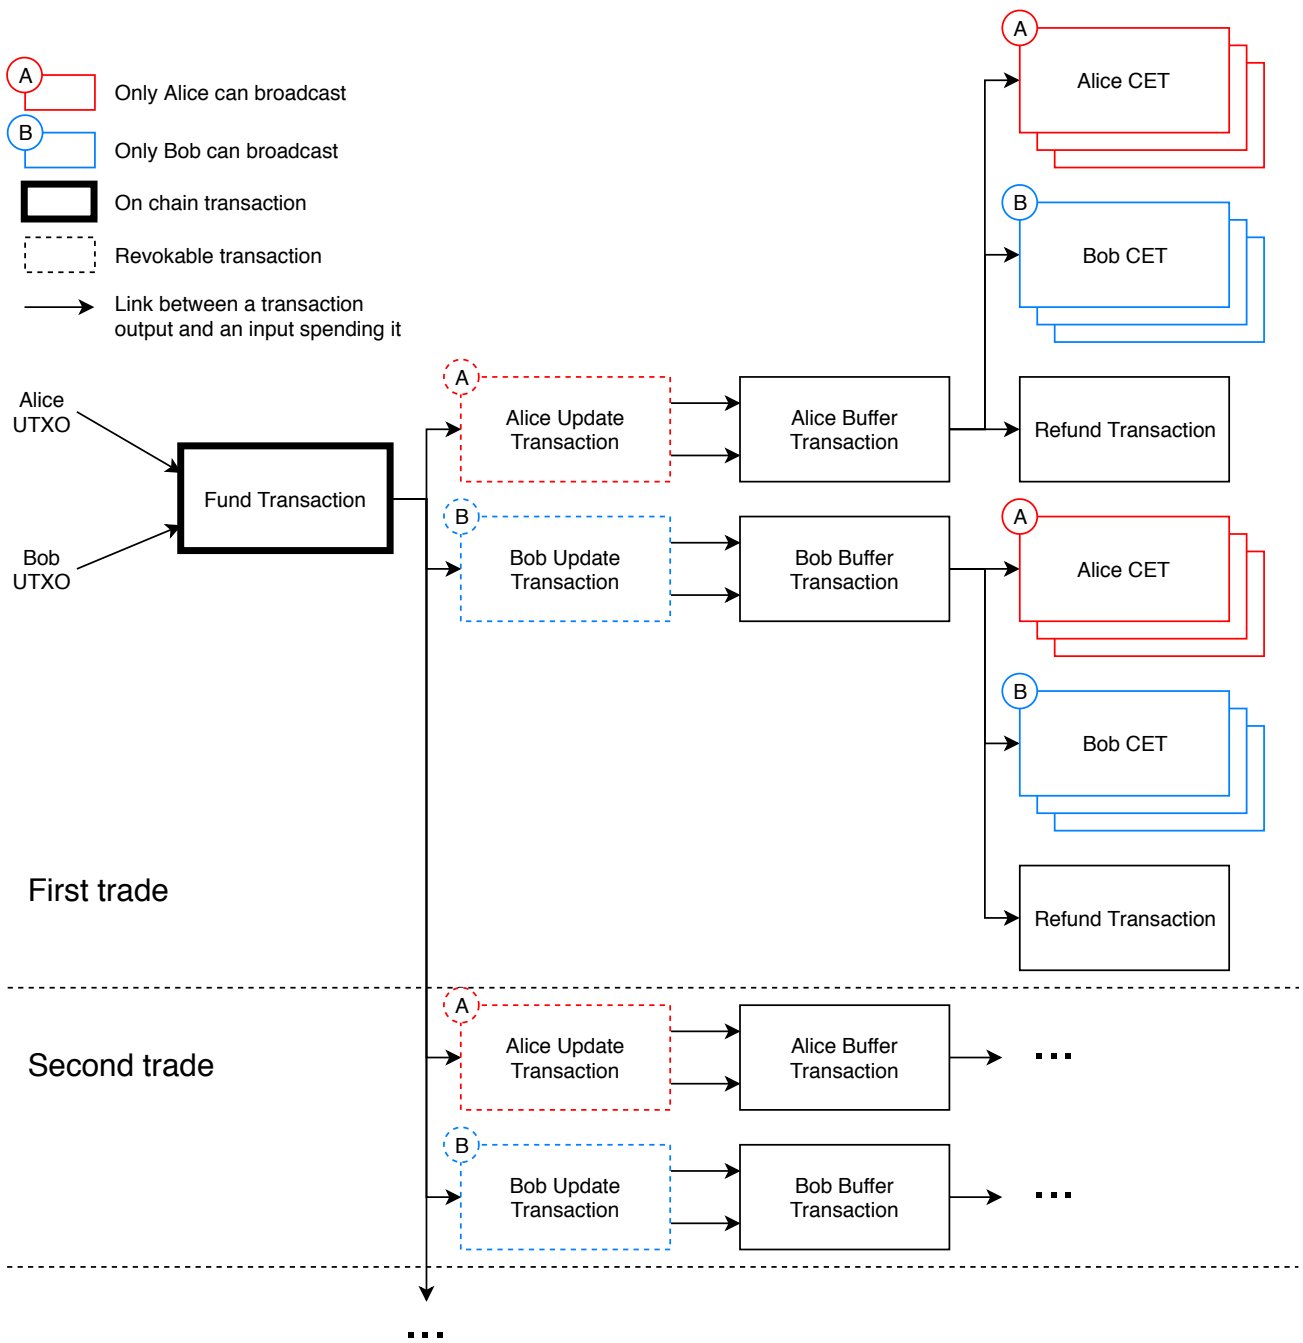 A
Only Alice can broadcast
B
Only Bob can broadcast
On chain transaction
Revokable transaction
Link between a transaction
output and an input spending it
Alice
UTXO
Bob
UTXO
Fund Transaction
A
Alice Update
Transaction
Alice Buffer
Transaction
A
Alice CET
B
Bob CET
Refund Transaction
B
Bob Update
Transaction
Bob Buffer
Transaction
A
Alice CET
B
Bob CET
Refund Transaction
First trade
Second trade
A
Alice Update
Transaction
Alice Buffer
Transaction
...
B
Bob Update
Transaction
Bob Buffer
Transaction
...
...